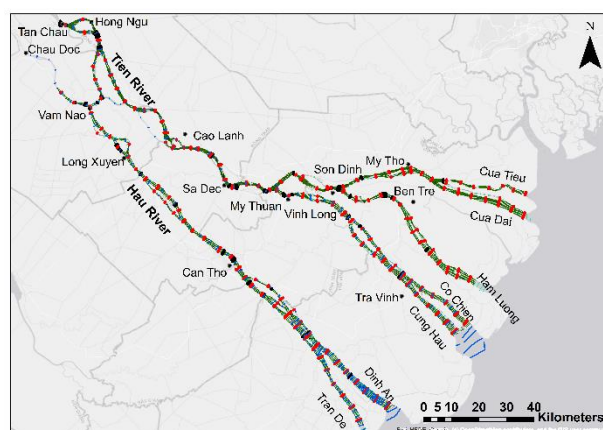 N
Hong Ngu
Tan Chau
Chau Doc
Tien River
Vam Nao
Cao Lanh
Long Xuyen
Son Dinh
My Tho
Cua Tieu
Sa Dec
Ben Tre
My Thuan
Vinh Long
Cua Dai
Hau River
Can Tho
Ham Luong
Co Chien
Tra Vinh
Cung Hau
Dinh An
Tran De
0 5 10 20 30 40
Kilometers